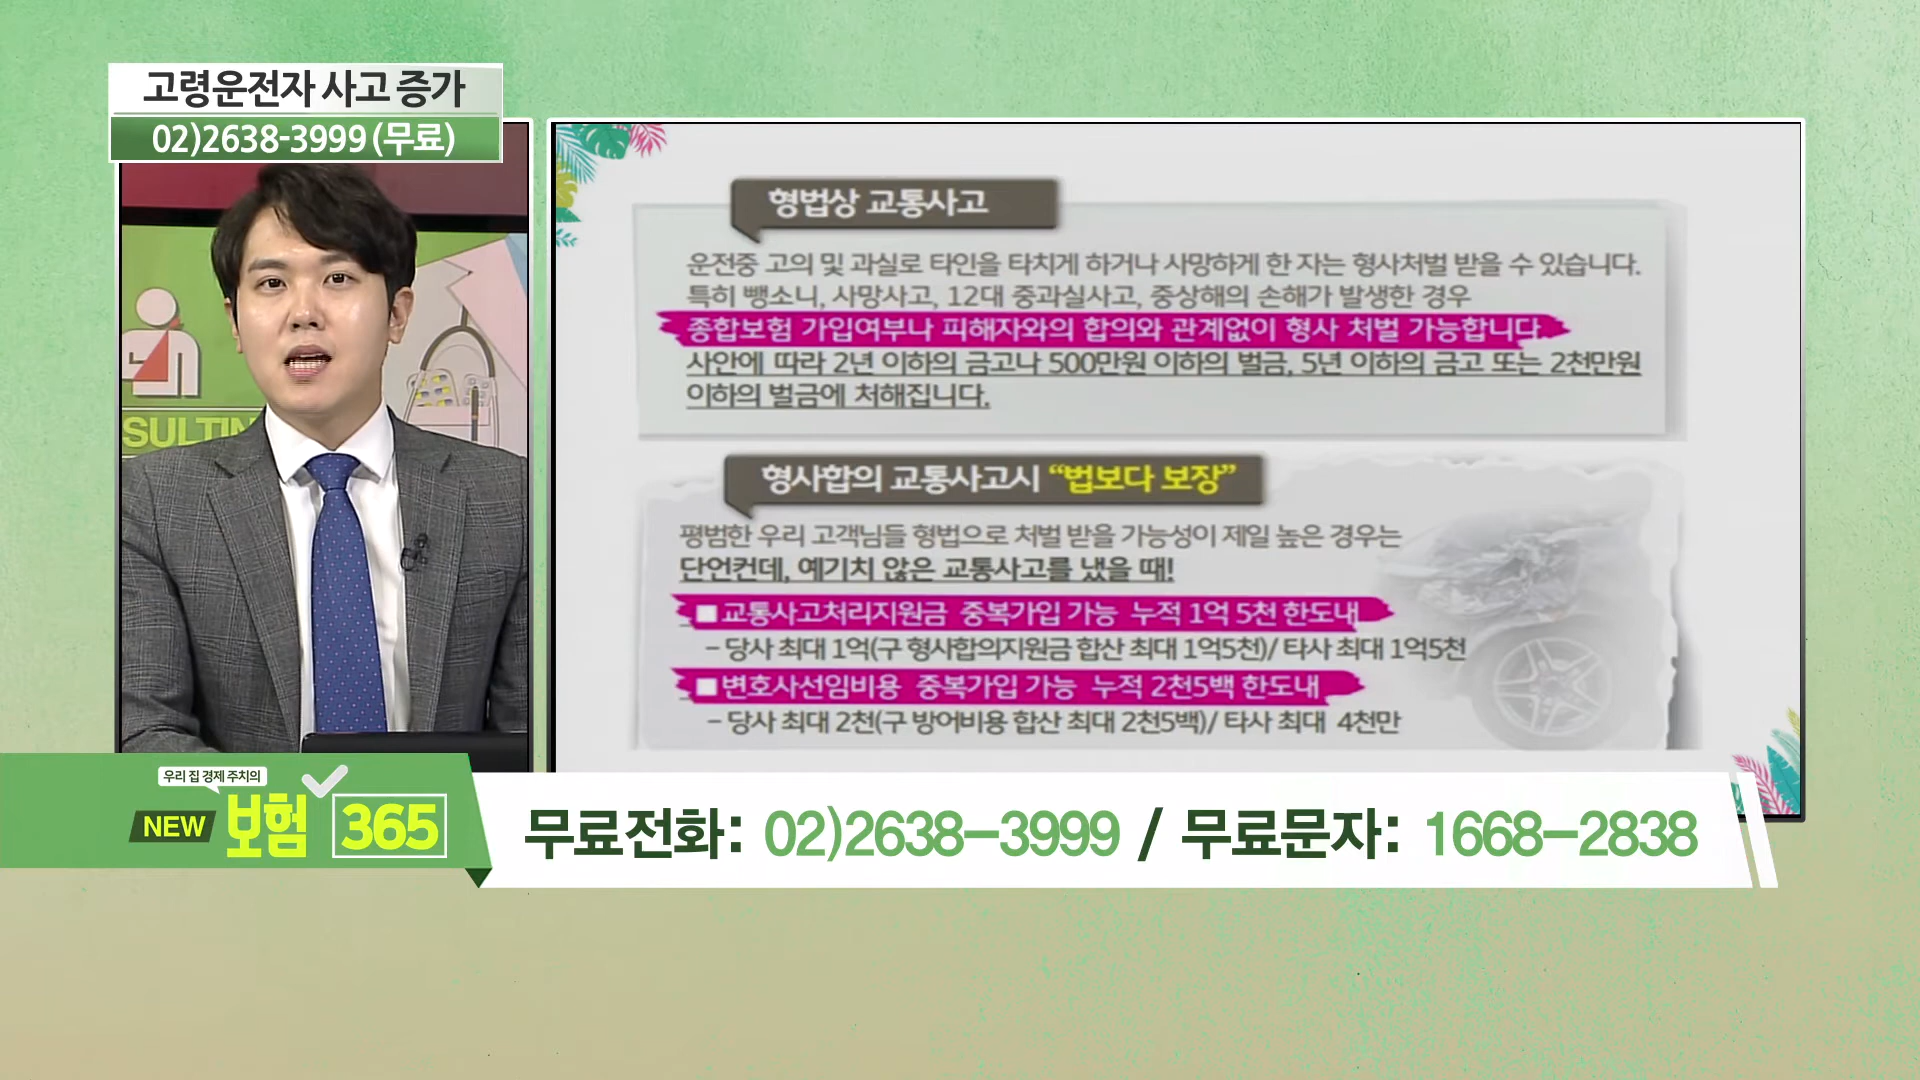 고령운전자 사고 증가
02)2638-3999 (무료)
SULTIN
형법상 교통사고
운전중 고의 및 과실로 타인을 타치게 하거나 사망하게 한 자는 형사처벌 받을 수 있습니다.
특히 뺑소니, 사망사고, 12대 중과실사고, 중상해의 손해가 발생한 경우
종합보험 가입여부나 피해자와의 합의와 관계없이 형사 처벌 가능합니다.
사안에 따라 2년 이하의 금고나 500만원 이하의 벌금, 5년 이하의 금고 또는 2천만원
이하의 벌금에 처해집니다.
형사합의 교통사고시 “법보다 보장”
평범한 우리 고객님들 형법으로 처벌 받을 가능성이 제일 높은 경우는
단언컨데, 예기치 않은 교통사고를 냈을 때!
■교통사고처리지원금 중복가입 가능 누적 1억 5천 한도내
- 당사 최대 1억(구 형사합의지원금 합산 최대 1억5천)/ 타사 최대 1억5천
■변호사선임비용 중복가입 가능 누적 2천5백 한도내
- 당사 최대 2천(구 방어비용 합산 최대 2천5백)/ 타사 최대 4천만
우리 집 경제 주치의
NEW 보험 365
무료전화: 02)2638-3999 / 무료문자: 1668-2838